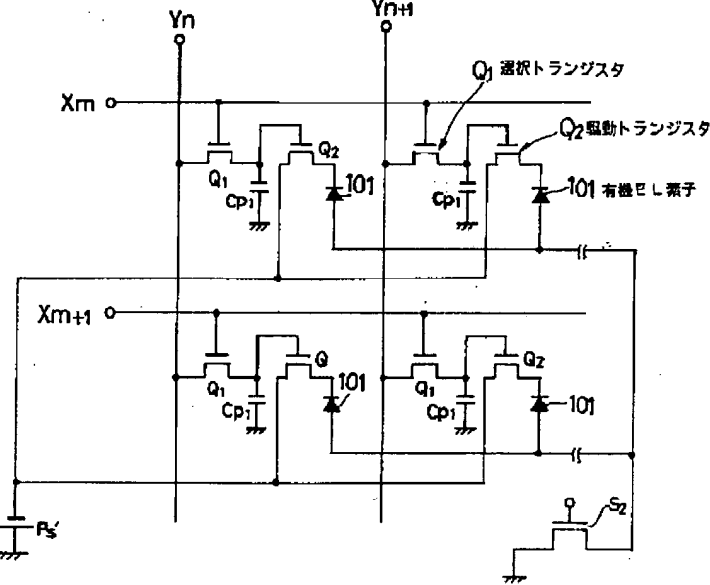 Yn
Yn+1
Q1 選択トランジスタ
Xm
Q2 駆動トランジスタ
Q1
Q2
Cp1
101
Cp1
101 有機EL素子
Xm+1
Q1
Q
Cp1
101
Q1
Q2
Cp1
101
Ps'
S2